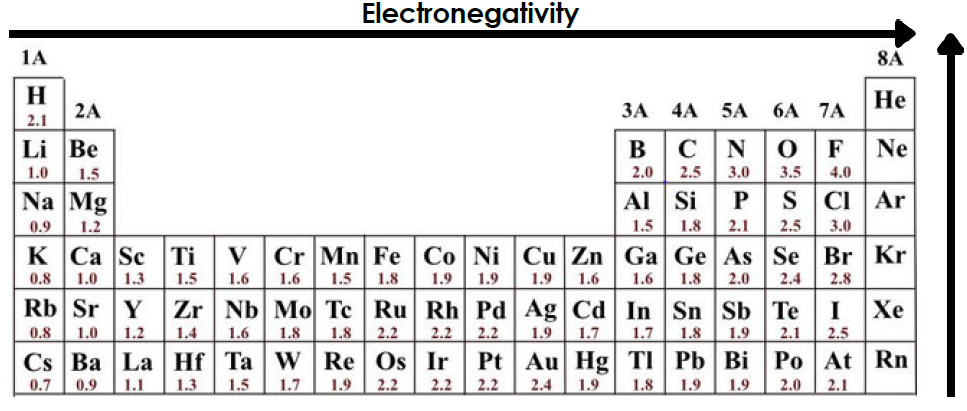 Electronegativity
1A 8A
H He
2.1 2A 3A 4A 5A 6A 7A
Li Be B C N O F Ne
1.0 1.5 2.0 2.5 3.0 3.5 4.0
Na Mg Al Si P S Cl Ar
0.9 1.2 1.5 1.8 2.1 2.5 3.0
K Ca Sc Ti V Cr Mn Fe Co Ni Cu Zn Ga Ge As Se Br Kr
0.8 1.0 1.3 1.5 1.6 1.6 1.5 1.8 1.9 1.9 1.9 1.6 1.6 1.8 2.0 2.4 2.8
Rb Sr Y Zr Nb Mo Tc Ru Rh Pd Ag Cd In Sn Sb Te I Xe
0.8 1.0 1.2 1.4 1.6 1.8 1.8 2.2 2.2 2.2 1.9 1.7 1.7 1.8 1.9 2.1 2.5
Cs Ba La Hf Ta W Re Os Ir Pt Au Hg Tl Pb Bi Po At Rn
0.7 0.9 1.1 1.3 1.5 1.7 1.9 2.2 2.2 2.2 2.4 1.9 1.8 1.9 1.9 2.0 2.1